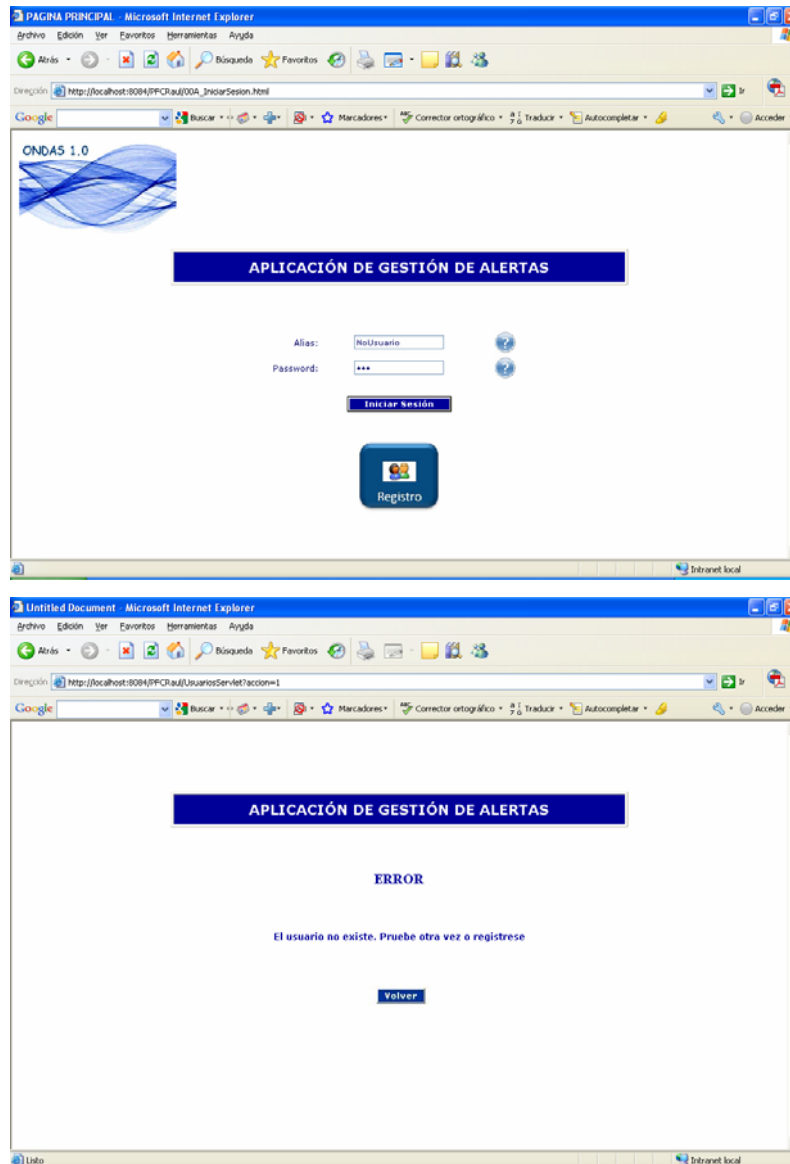 PAGINA PRINCIPAL - Microsoft Internet Explorer
Archivo Edición Ver Favoritos Herramientas Ayuda
Atrás Búsqueda Favoritos
Dirección http://localhost:8084/PFCRaul/00A_IniciarSesion.html Ir
Google Buscar Marcadores Corrector ortográfico Traducir Autocompletar Acceder
ONDAS 1.0
APLICACIÓN DE GESTIÓN DE ALERTAS
Alias: NoUsuario
Password: •••
Iniciar Sesión
Registro
Intranet local
Untitled Document - Microsoft Internet Explorer
Archivo Edición Ver Favoritos Herramientas Ayuda
Atrás Búsqueda Favoritos
Dirección http://localhost:8084/PFCRaul/UsuariosServlet?accion=1 Ir
Google Buscar Marcadores Corrector ortográfico Traducir Autocompletar Acceder
APLICACIÓN DE GESTIÓN DE ALERTAS
ERROR
El usuario no existe. Pruebe otra vez o registrese
Volver
Listo Intranet local